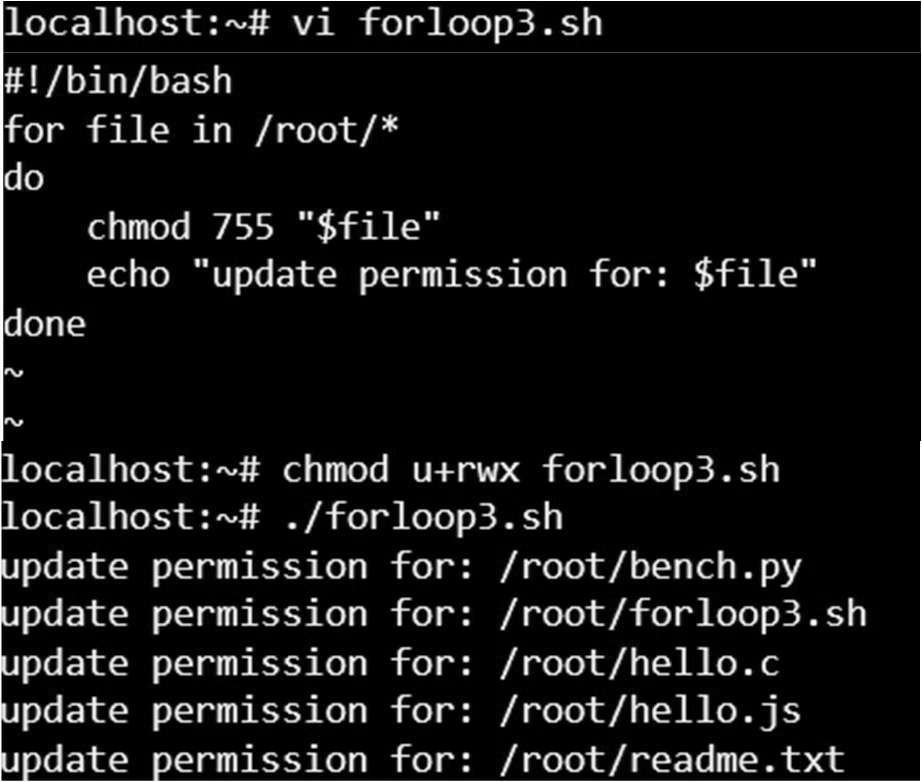 localhost:~# vi forloop3.sh
#!/bin/bash
for file in /root/*
do
    chmod 755 "$file"
    echo "update permission for: $file"
done
~
~
localhost:~# chmod u+rwx forloop3.sh
localhost:~# ./forloop3.sh
update permission for: /root/bench.py
update permission for: /root/forloop3.sh
update permission for: /root/hello.c
update permission for: /root/hello.js
update permission for: /root/readme.txt